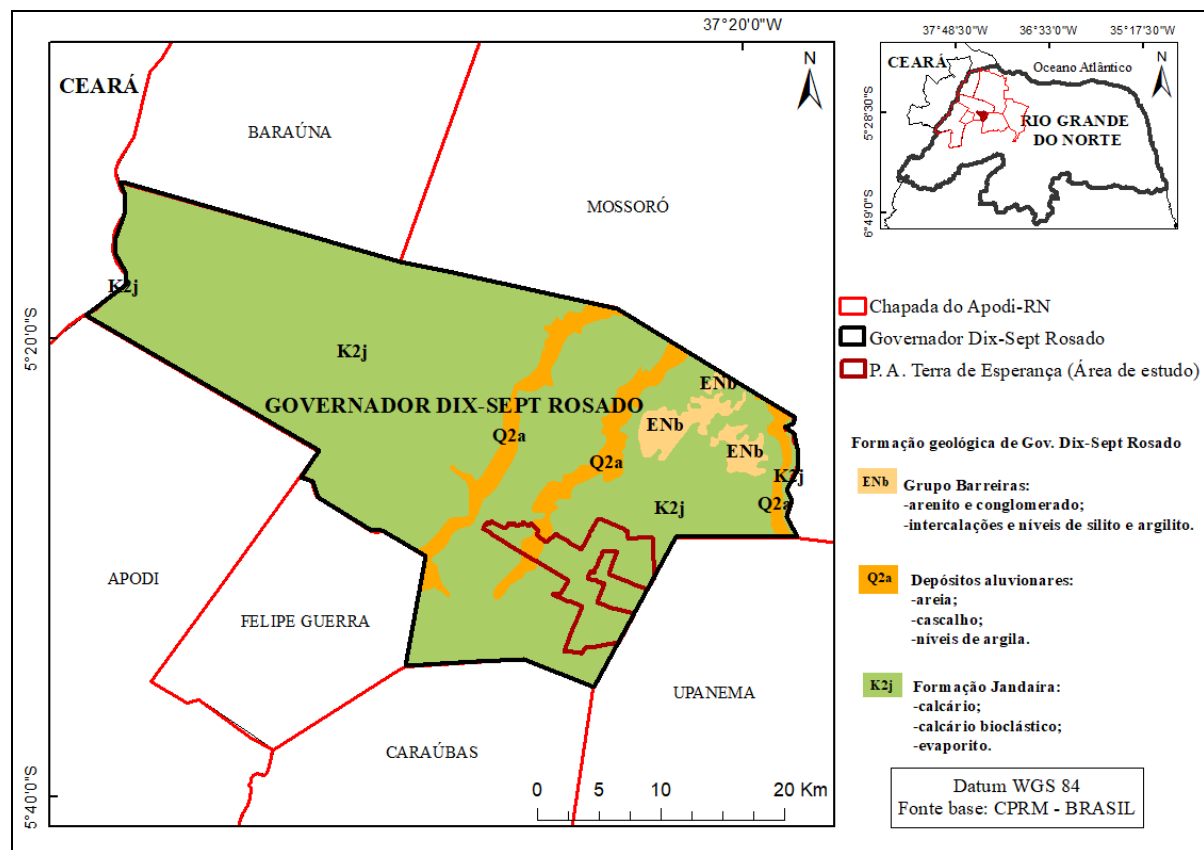 37°20'0"W
N
CEARÁ
BARAÚNA
MOSSORÓ
K2j
5°20'0"S
K2j
ENb
GOVERNADOR DIX-SEPT ROSADO
ENb
Q2a
ENb
Q2a
K2j
Q2a
K2j
APODI
FELIPE GUERRA
UPANEMA
CARAÚBAS
5°40'0"S
0 5 10 20 Km
37°48'30"W 36°33'0"W 35°17'30"W
N
CEARÁ
Oceano Atlântico
5°28'30"S
RIO GRANDE
DO NORTE
6°49'0"S
Chapada do Apodi-RN
Governador Dix-Sept Rosado
P. A. Terra de Esperança (Área de estudo)
Formação geológica de Gov. Dix-Sept Rosado
ENb Grupo Barreiras:
-arenito e conglomerado;
-intercalações e níveis de silito e argilito.
Q2a Depósitos aluvionares:
-areia;
-cascalho;
-níveis de argila.
K2j Formação Jandaíra:
-calcário;
-calcário bioclástico;
-evaporito.
Datum WGS 84
Fonte base: CPRM - BRASIL